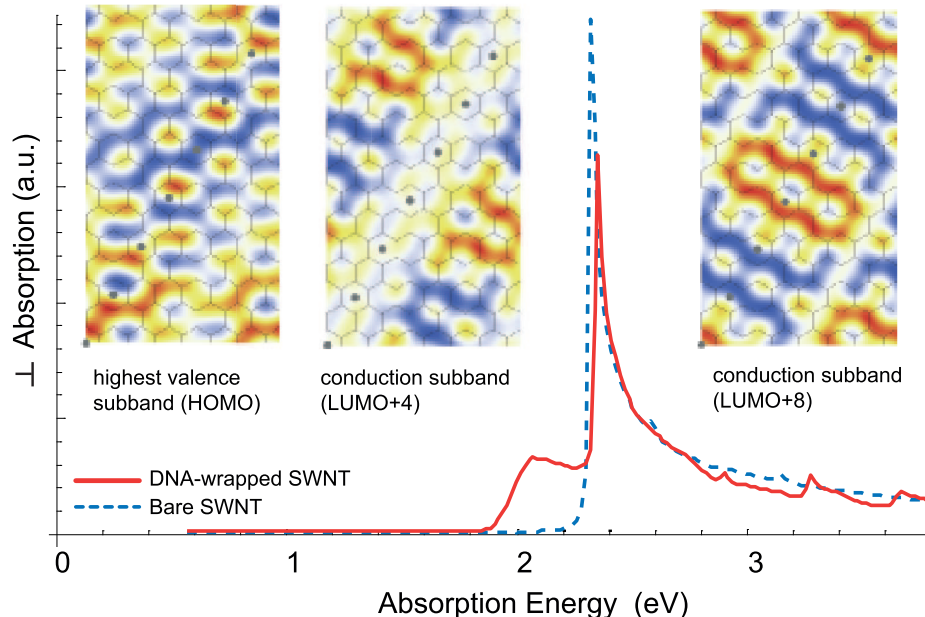 ⊥ Absorption (a.u.)
highest valence
subband (HOMO)
conduction subband
(LUMO+4)
conduction subband
(LUMO+8)
DNA-wrapped SWNT
Bare SWNT
0 1 2 3
Absorption Energy (eV)